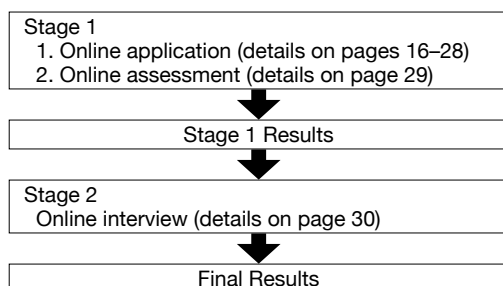 Stage 1
1. Online application (details on pages 16–28)
2. Online assessment (details on page 29)
Stage 1 Results
Stage 2
Online interview (details on page 30)
Final Results